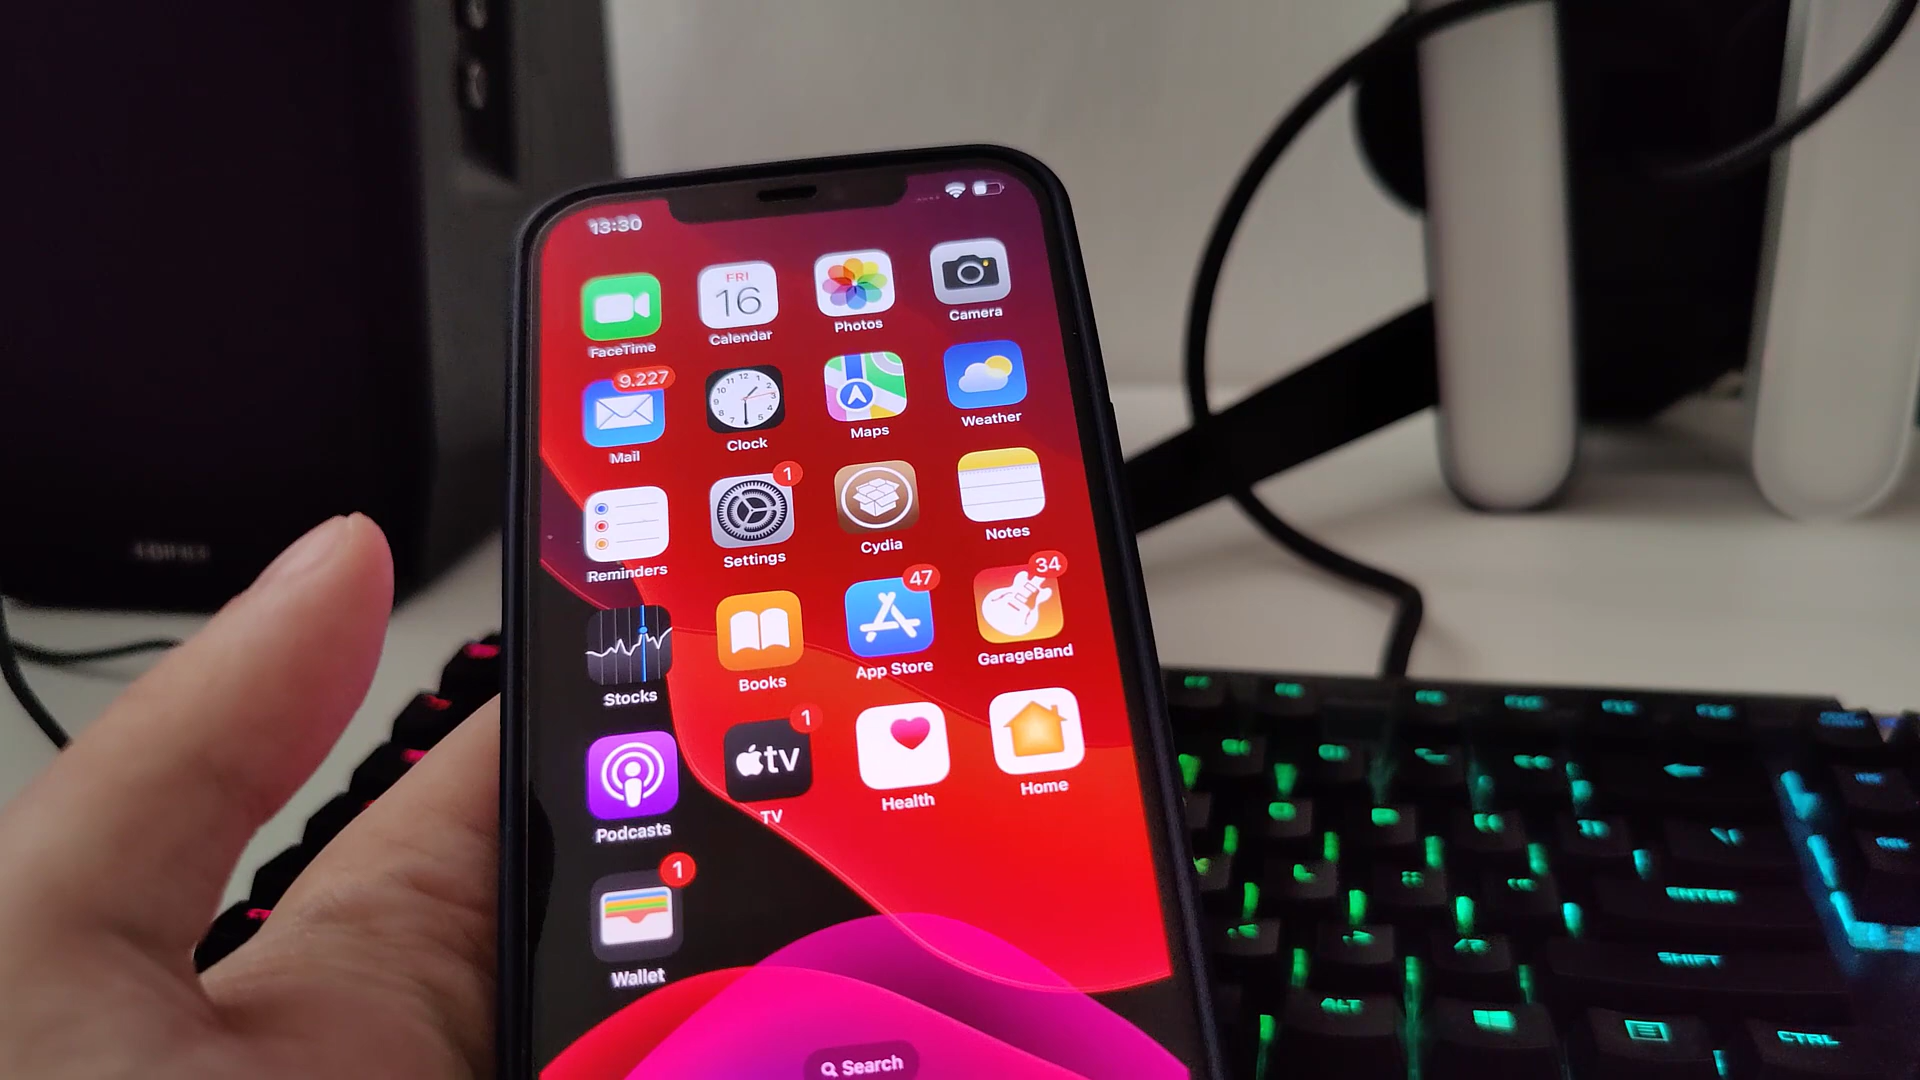 13:30
FRI
16
FaceTime
Calendar
Photos
Camera
9.227
Mail
Clock
Maps
Weather
1
Reminders
Settings
Cydia
Notes
47
34
Stocks
Books
App Store
GarageBand
1
tv
Podcasts
TV
Health
Home
1
Wallet
Search
ENTER
SHIFT
ALT
CTRL